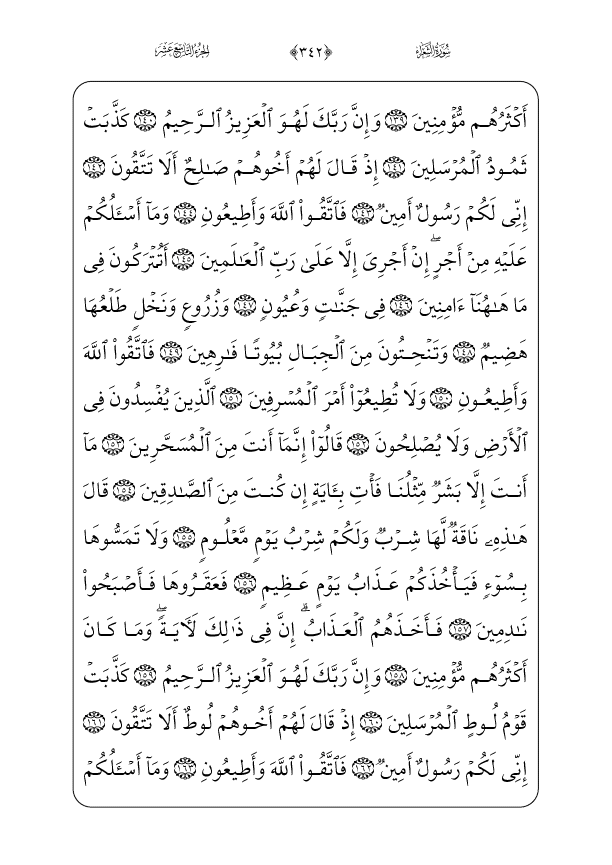 سُورَةُ الشُّعَرَاءِ ﴿٣٤٢﴾ الجُزْءُ التَّاسِعَ عَشَرَ
أَكۡثَرُهُم مُّؤۡمِنِينَ ١٣٩ وَإِنَّ رَبَّكَ لَهُوَ ٱلۡعَزِيزُ ٱلرَّحِيمُ ١٤٠ كَذَّبَتۡ
ثَمُودُ ٱلۡمُرۡسَلِينَ ١٤١ إِذۡ قَالَ لَهُمۡ أَخُوهُمۡ صَٰلِحٌ أَلَا تَتَّقُونَ ١٤٢
إِنِّي لَكُمۡ رَسُولٌ أَمِينٞ ١٤٣ فَٱتَّقُواْ ٱللَّهَ وَأَطِيعُونِ ١٤٤ وَمَآ أَسۡـَٔلُكُمۡ
عَلَيۡهِ مِنۡ أَجۡرٍۖ إِنۡ أَجۡرِيَ إِلَّا عَلَىٰ رَبِّ ٱلۡعَٰلَمِينَ ١٤٥ أَتُتۡرَكُونَ فِي
مَا هَٰهُنَآ ءَامِنِينَ ١٤٦ فِي جَنَّٰتٖ وَعُيُونٖ ١٤٧ وَزُرُوعٖ وَنَخۡلٖ طَلۡعُهَا
هَضِيمٞ ١٤٨ وَتَنۡحِتُونَ مِنَ ٱلۡجِبَالِ بُيُوتٗا فَٰرِهِينَ ١٤٩ فَٱتَّقُواْ ٱللَّهَ
وَأَطِيعُونِ ١٥٠ وَلَا تُطِيعُوٓاْ أَمۡرَ ٱلۡمُسۡرِفِينَ ١٥١ ٱلَّذِينَ يُفۡسِدُونَ فِي
ٱلۡأَرۡضِ وَلَا يُصۡلِحُونَ ١٥٢ قَالُوٓاْ إِنَّمَآ أَنتَ مِنَ ٱلۡمُسَحَّرِينَ ١٥٣ مَآ
أَنتَ إِلَّا بَشَرٞ مِّثۡلُنَا فَأۡتِ بِـَٔايَةٍ إِن كُنتَ مِنَ ٱلصَّٰدِقِينَ ١٥٤ قَالَ
هَٰذِهِۦ نَاقَةٞ لَّهَا شِرۡبٞ وَلَكُمۡ شِرۡبُ يَوۡمٖ مَّعۡلُومٖ ١٥٥ وَلَا تَمَسُّوهَا
بِسُوٓءٖ فَيَأۡخُذَكُمۡ عَذَابُ يَوۡمٍ عَظِيمٖ ١٥٦ فَعَقَرُوهَا فَأَصۡبَحُواْ
نَٰدِمِينَ ١٥٧ فَأَخَذَهُمُ ٱلۡعَذَابُۚ إِنَّ فِي ذَٰلِكَ لَأٓيَةٗۖ وَمَا كَانَ
أَكۡثَرُهُم مُّؤۡمِنِينَ ١٥٨ وَإِنَّ رَبَّكَ لَهُوَ ٱلۡعَزِيزُ ٱلرَّحِيمُ ١٥٩ كَذَّبَتۡ
قَوۡمُ لُوطٍ ٱلۡمُرۡسَلِينَ ١٦٠ إِذۡ قَالَ لَهُمۡ أَخُوهُمۡ لُوطٌ أَلَا تَتَّقُونَ ١٦١
إِنِّي لَكُمۡ رَسُولٌ أَمِينٞ ١٦٢ فَٱتَّقُواْ ٱللَّهَ وَأَطِيعُونِ ١٦٣ وَمَآ أَسۡـَٔلُكُمۡ